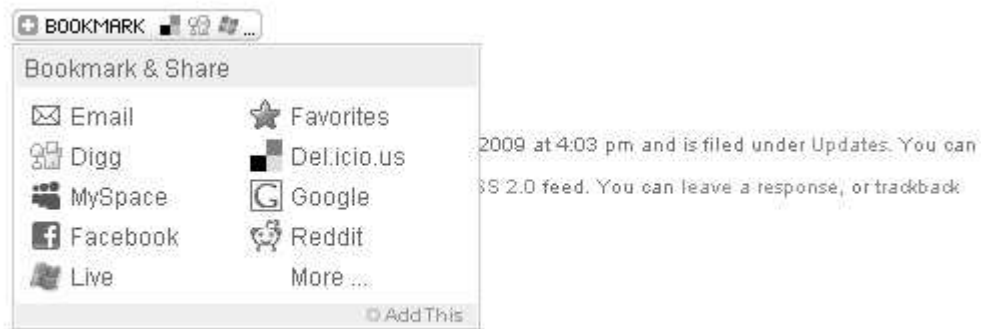 BOOKMARK ...
Bookmark & Share
Email Favorites
Digg Del.icio.us
MySpace Google
Facebook Reddit
Live More ...
AddThis
2009 at 4:03 pm and is filed under Updates. You can
SS 2.0 feed. You can leave a response, or trackback